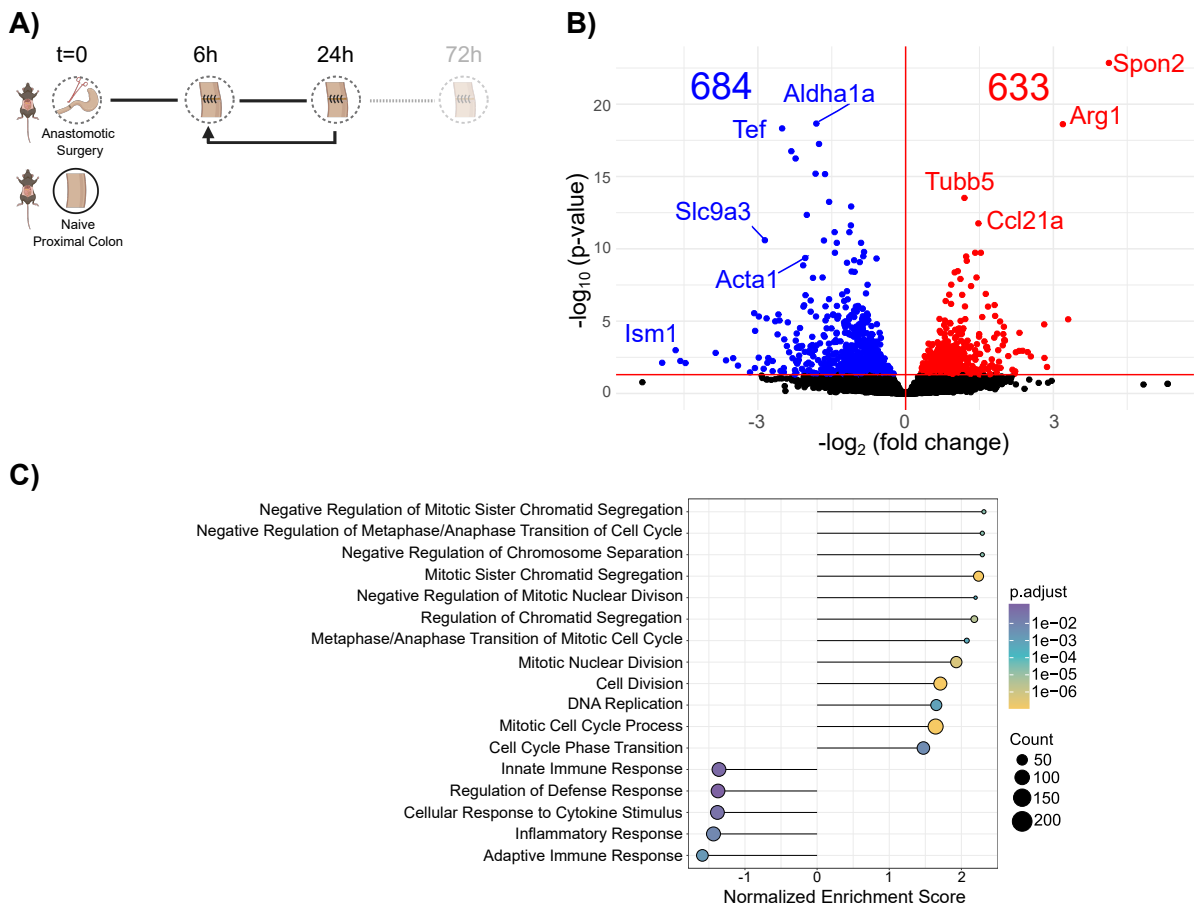 A)
t=0
6h
24h
72h
Anastomotic
Surgery
Naive
Proximal Colon
B)
684
633
Aldha1a
Spon2
Tef
Arg1
Tubb5
Slc9a3
Ccl21a
Acta1
Ism1
20
15
10
5
0
-log10 (p-value)
-3
0
3
-log2 (fold change)
C)
Negative Regulation of Mitotic Sister Chromatid Segregation
Negative Regulation of Metaphase/Anaphase Transition of Cell Cycle
Negative Regulation of Chromosome Separation
Mitotic Sister Chromatid Segregation
Negative Regulation of Mitotic Nuclear Divison
Regulation of Chromatid Segregation
Metaphase/Anaphase Transition of Mitotic Cell Cycle
Mitotic Nuclear Division
Cell Division
DNA Replication
Mitotic Cell Cycle Process
Cell Cycle Phase Transition
Innate Immune Response
Regulation of Defense Response
Cellular Response to Cytokine Stimulus
Inflammatory Response
Adaptive Immune Response
-1
0
1
2
Normalized Enrichment Score
p.adjust
1e−02
1e−03
1e−04
1e−05
1e−06
Count
50
100
150
200